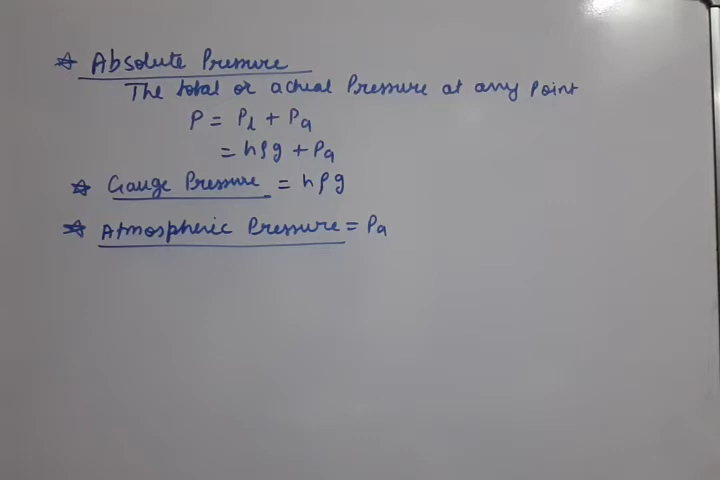 ☆ Absolute Pressure
The total or actual Pressure at any Point
P = Pl + Pa
= hρg + Pa
☆ Gauge Pressure = hρg
☆ Atmospheric Pressure = Pa